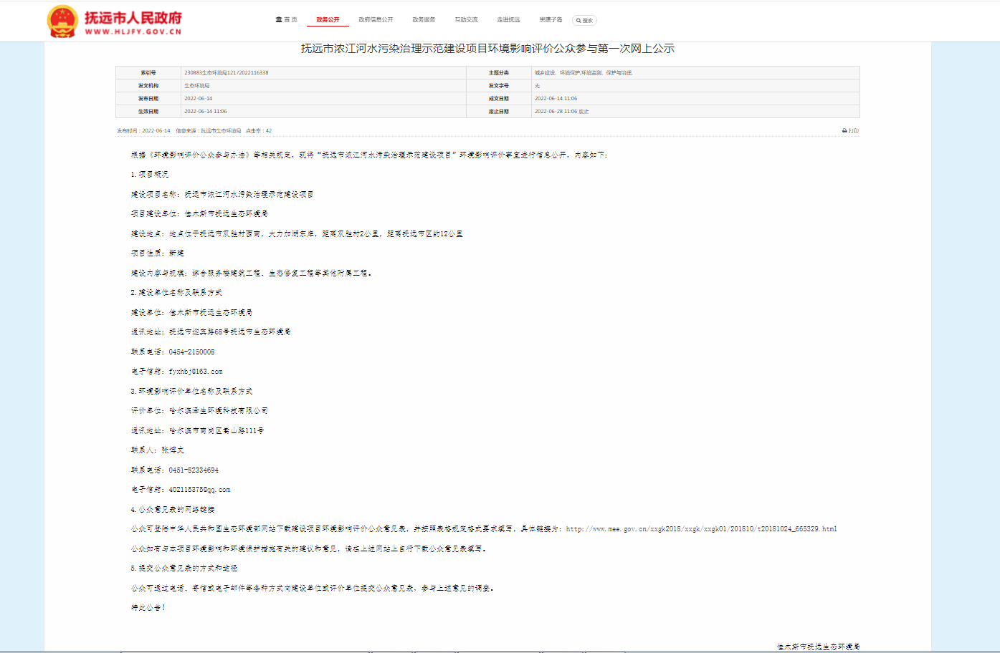 抚远市人民政府
WWW.HLJFY.GOV.CN
首 页 政务公开 政府信息公开 政务服务 互动交流 走进抚远 黑瞎子岛 搜索
抚远市浓江河水污染治理示范建设项目环境影响评价公众参与第一次网上公示
索引号 230883生态环境局12172022116338 主题分类 城乡建设、环境保护,环境监测、保护与治理,
发文机构 生态环境局 发文字号 无
发布日期 2022-06-14 成文日期 2022-06-14 11:06
生效日期 2022-06-14 11:06 废止日期 2022-06-28 11:06 废止
发布时间：2022-06-14 信息来源：抚远市生态环境局 点击率：42 打印
根据《环境影响评价公众参与办法》等相关规定，现将“抚远市浓江河水污染治理示范建设项目”环境影响评价事宜进行信息公开，内容如下：
1.项目概况
建设项目名称：抚远市浓江河水污染治理示范建设项目
项目建设单位：佳木斯市抚远生态环境局
建设地点：地点位于抚远市双胜村西南，大力加湖东岸，距离双胜村2公里，距离抚远市区约12公里
项目性质：新建
建设内容与规模：综合服务楼建筑工程、生态修复工程等其他附属工程。
2.建设单位名称及联系方式
建设单位：佳木斯市抚远生态环境局
通讯地址：抚远市迎宾路68号抚远市生态环境局
联系电话：0454-2150008
电子信箱：fyxhbj@163.com
3.环境影响评价单位名称及联系方式
评价单位：哈尔滨泽生环境科技有限公司
通讯地址：哈尔滨市南岗区嵩山路111号
联系人：张博文
联系电话：0451-82334694
电子信箱：402115375@qq.com
4.公众意见表的网络链接
公众可登陆中华人民共和国生态环境部网站下载建设项目环境影响评价公众意见表，并按照表格规定格式要求填写，具体链接为：http://www.mee.gov.cn/xxgk2018/xxgk/xxgk01/201810/t20181024_665329.html
公众如有与本项目环境影响和环境保护措施有关的建议和意见，请在上述网站上自行下载公众意见表填写。
5.提交公众意见表的方式和途径
公众可通过电话、寄信或电子邮件等各种方式向建设单位或评价单位提交公众意见表，参与上述意见的调查。
特此公告！
佳木斯市抚远生态环境局